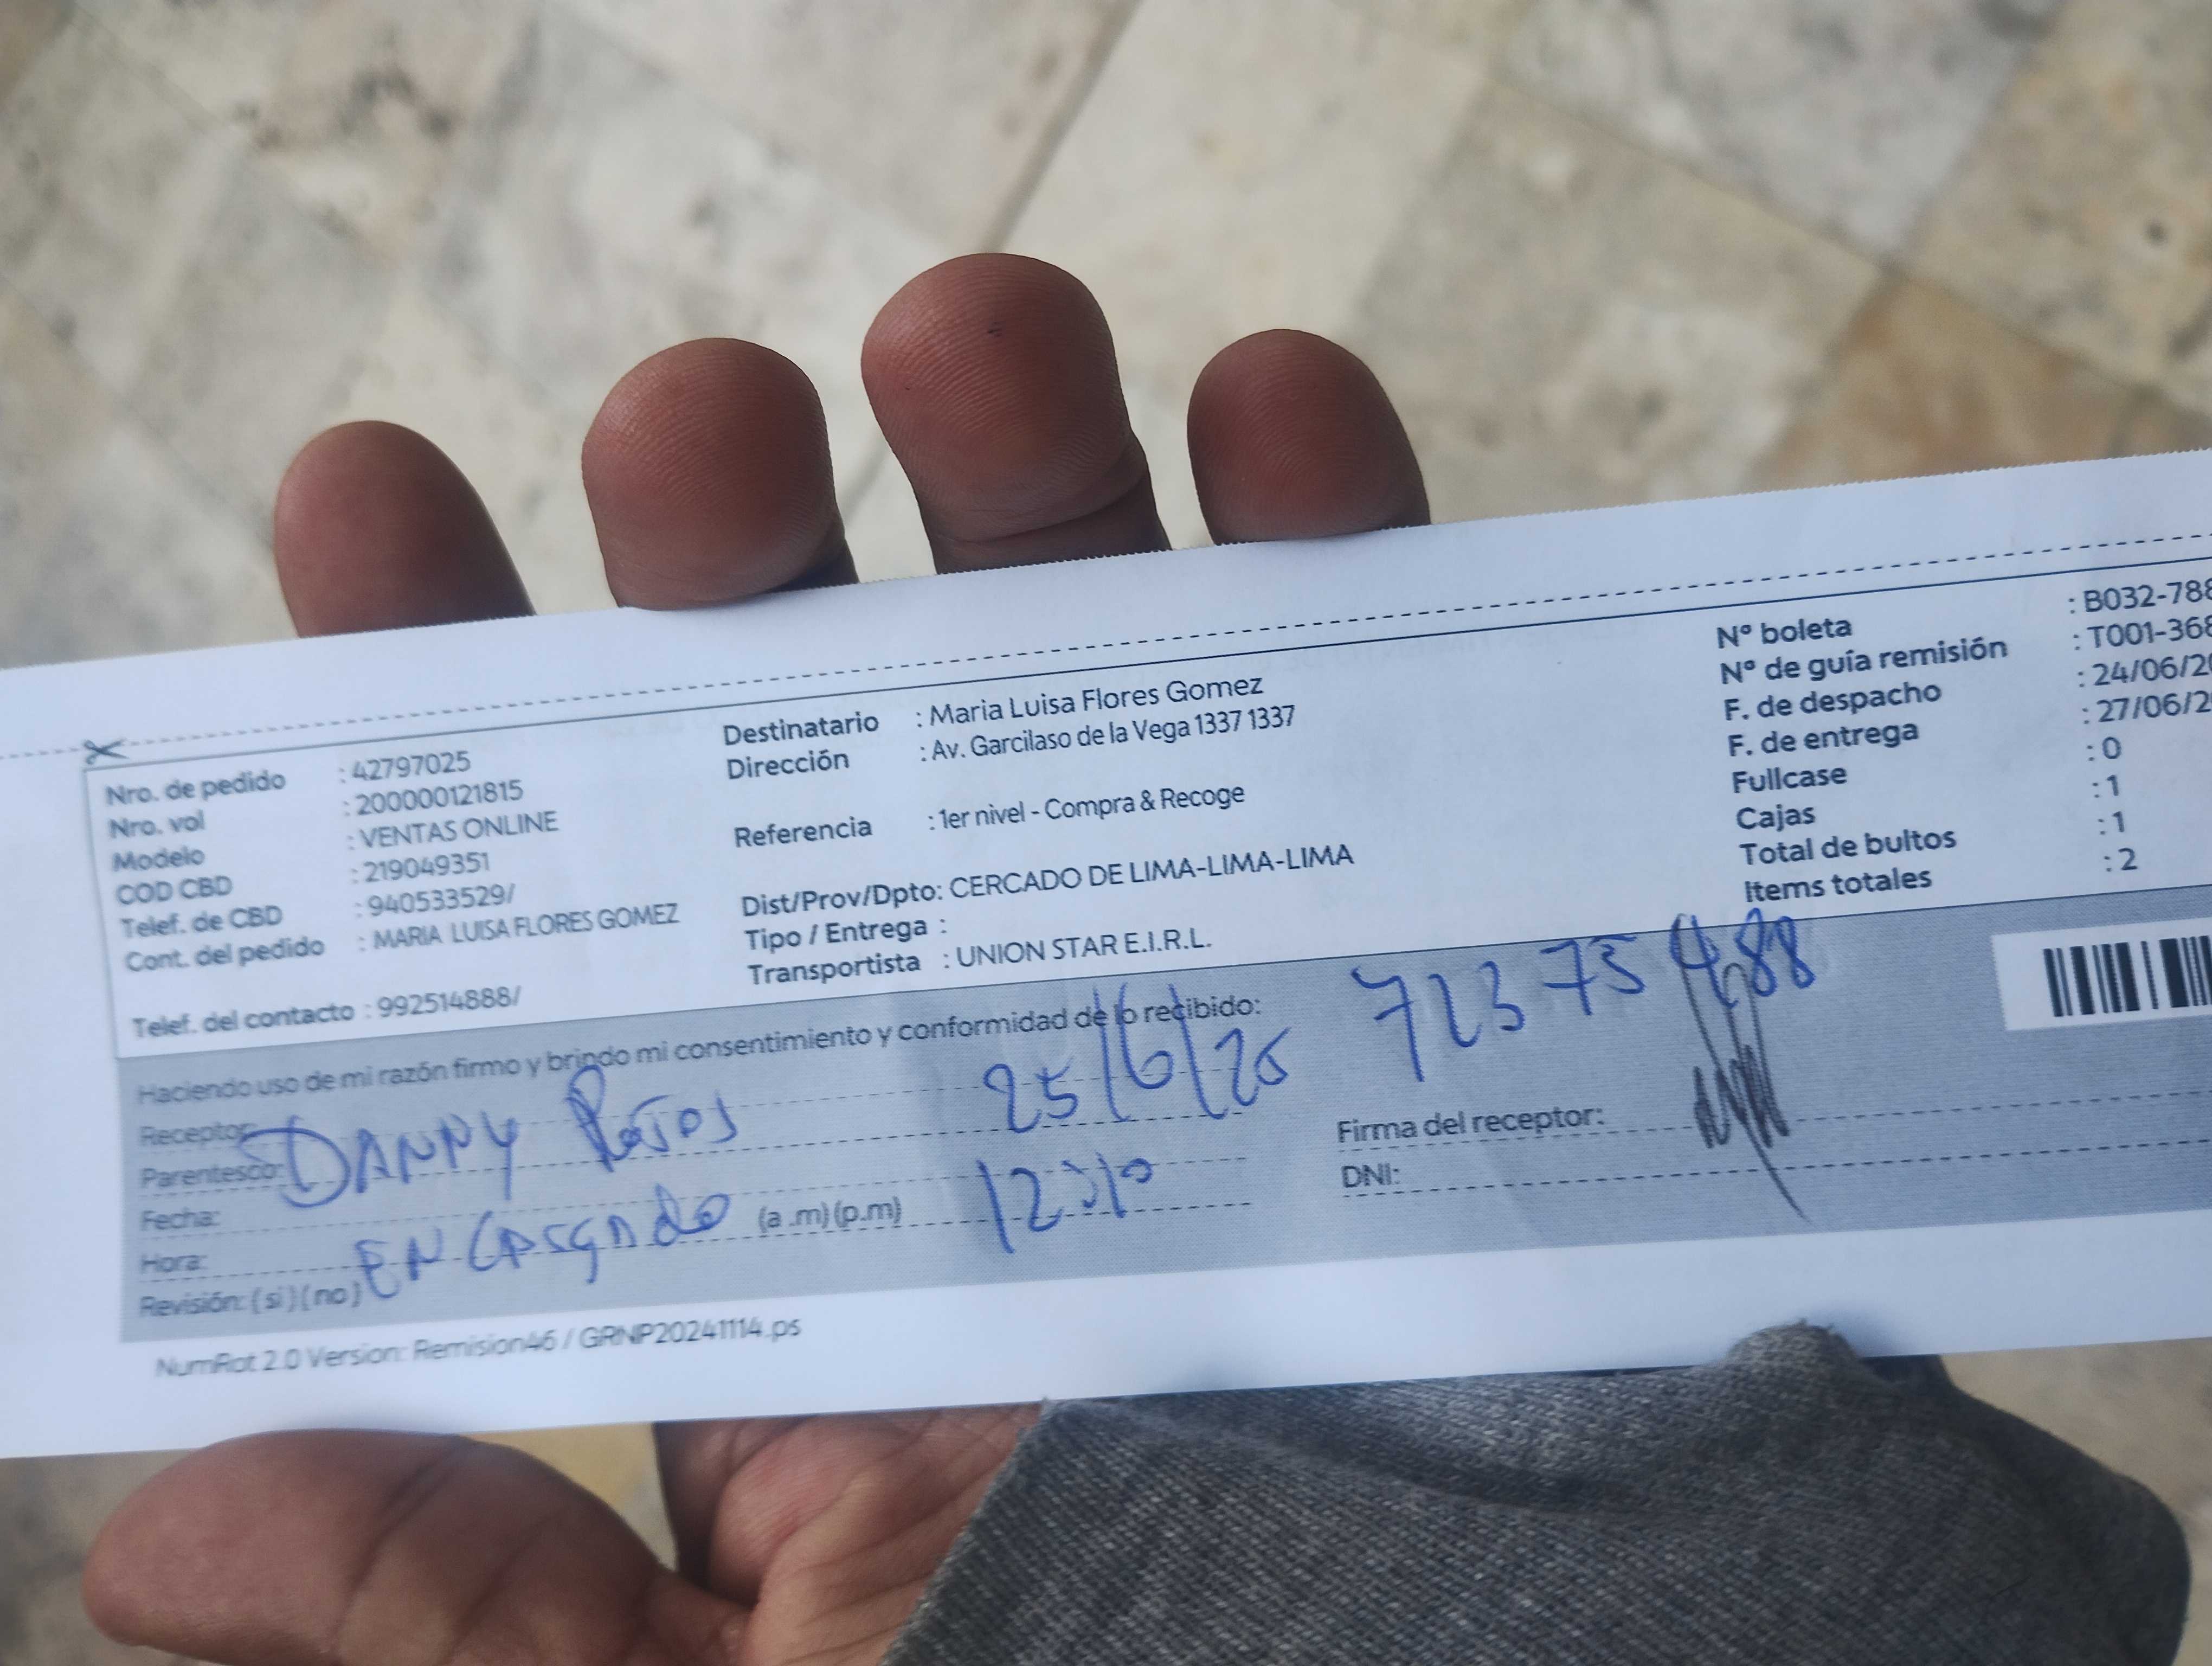 Nro. de pedido : 42797025
Nro. vol : 200000121815
Modelo : VENTAS ONLINE
COD CBD : 219049351
Telef. de CBD : 940533529/
Cont. del pedido : MARIA LUISA FLORES GOMEZ
Telef. del contacto : 992514888/
Destinatario : Maria Luisa Flores Gomez
Dirección : Av. Garcilaso de la Vega 1337 1337
Referencia : 1er nivel - Compra & Recoge
Dist/Prov/Dpto: CERCADO DE LIMA-LIMA-LIMA
Tipo / Entrega :
Transportista : UNION STAR E.I.R.L.
Nº boleta : B032-788
Nº de guía remisión : T001-368
F. de despacho : 24/06/20
F. de entrega : 27/06/2
Fullcase : 0
Cajas : 1
Total de bultos : 1
Items totales : 2
Haciendo uso de mi razón firmo y brindo mi consentimiento y conformidad de lo recibido:
Receptor:
Parentesco: DANNY
Fecha:
Hora: (a .m) (p.m)
Revisión: ( si ) ( no ) ENCARGADO
25/6/25
Firma del receptor:
DNI:
NumRot 2.0 Version: Remision46 / GRNP20241114.ps